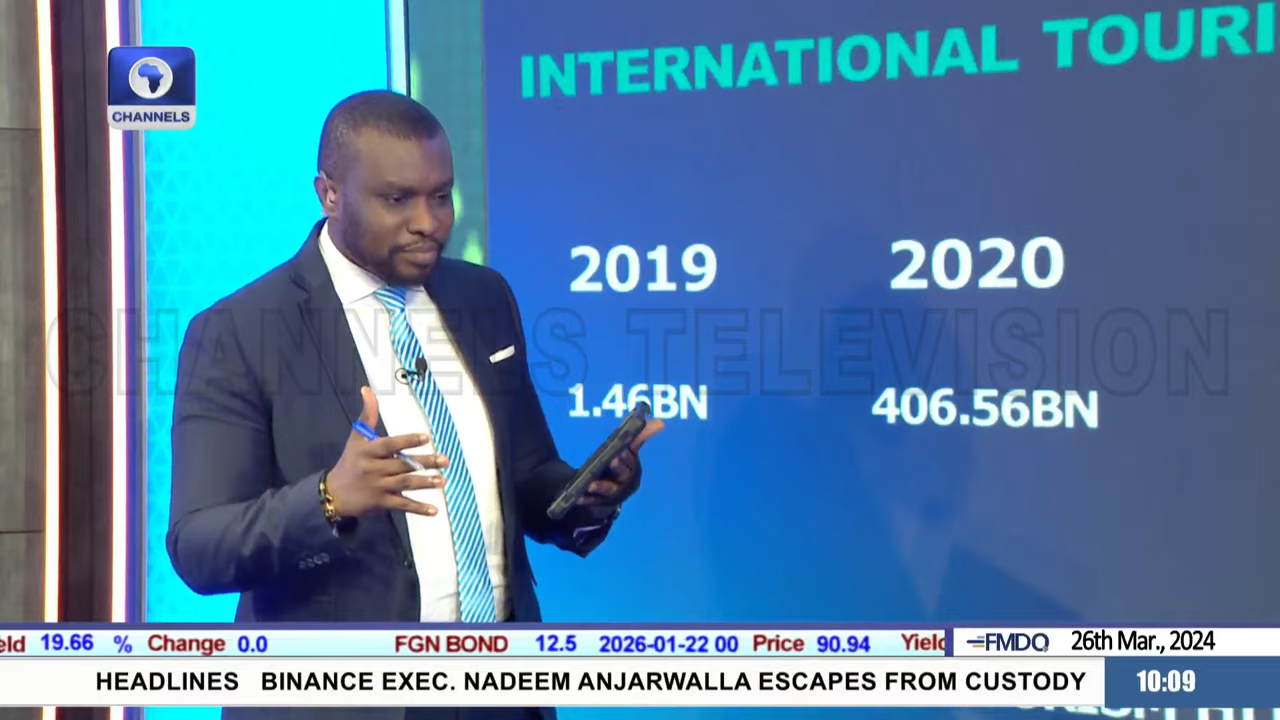 CHANNELS
INTERNATIONAL TOURI
2019
2020
1.46BN
406.56BN
CHANNELS TELEVISION
eld 19.66 % Change 0.0 FGN BOND 12.5 2026-01-22 00 Price 90.94 Yield
FMDQ 26th Mar., 2024
HEADLINES BINANCE EXEC. NADEEM ANJARWALLA ESCAPES FROM CUSTODY
10:09